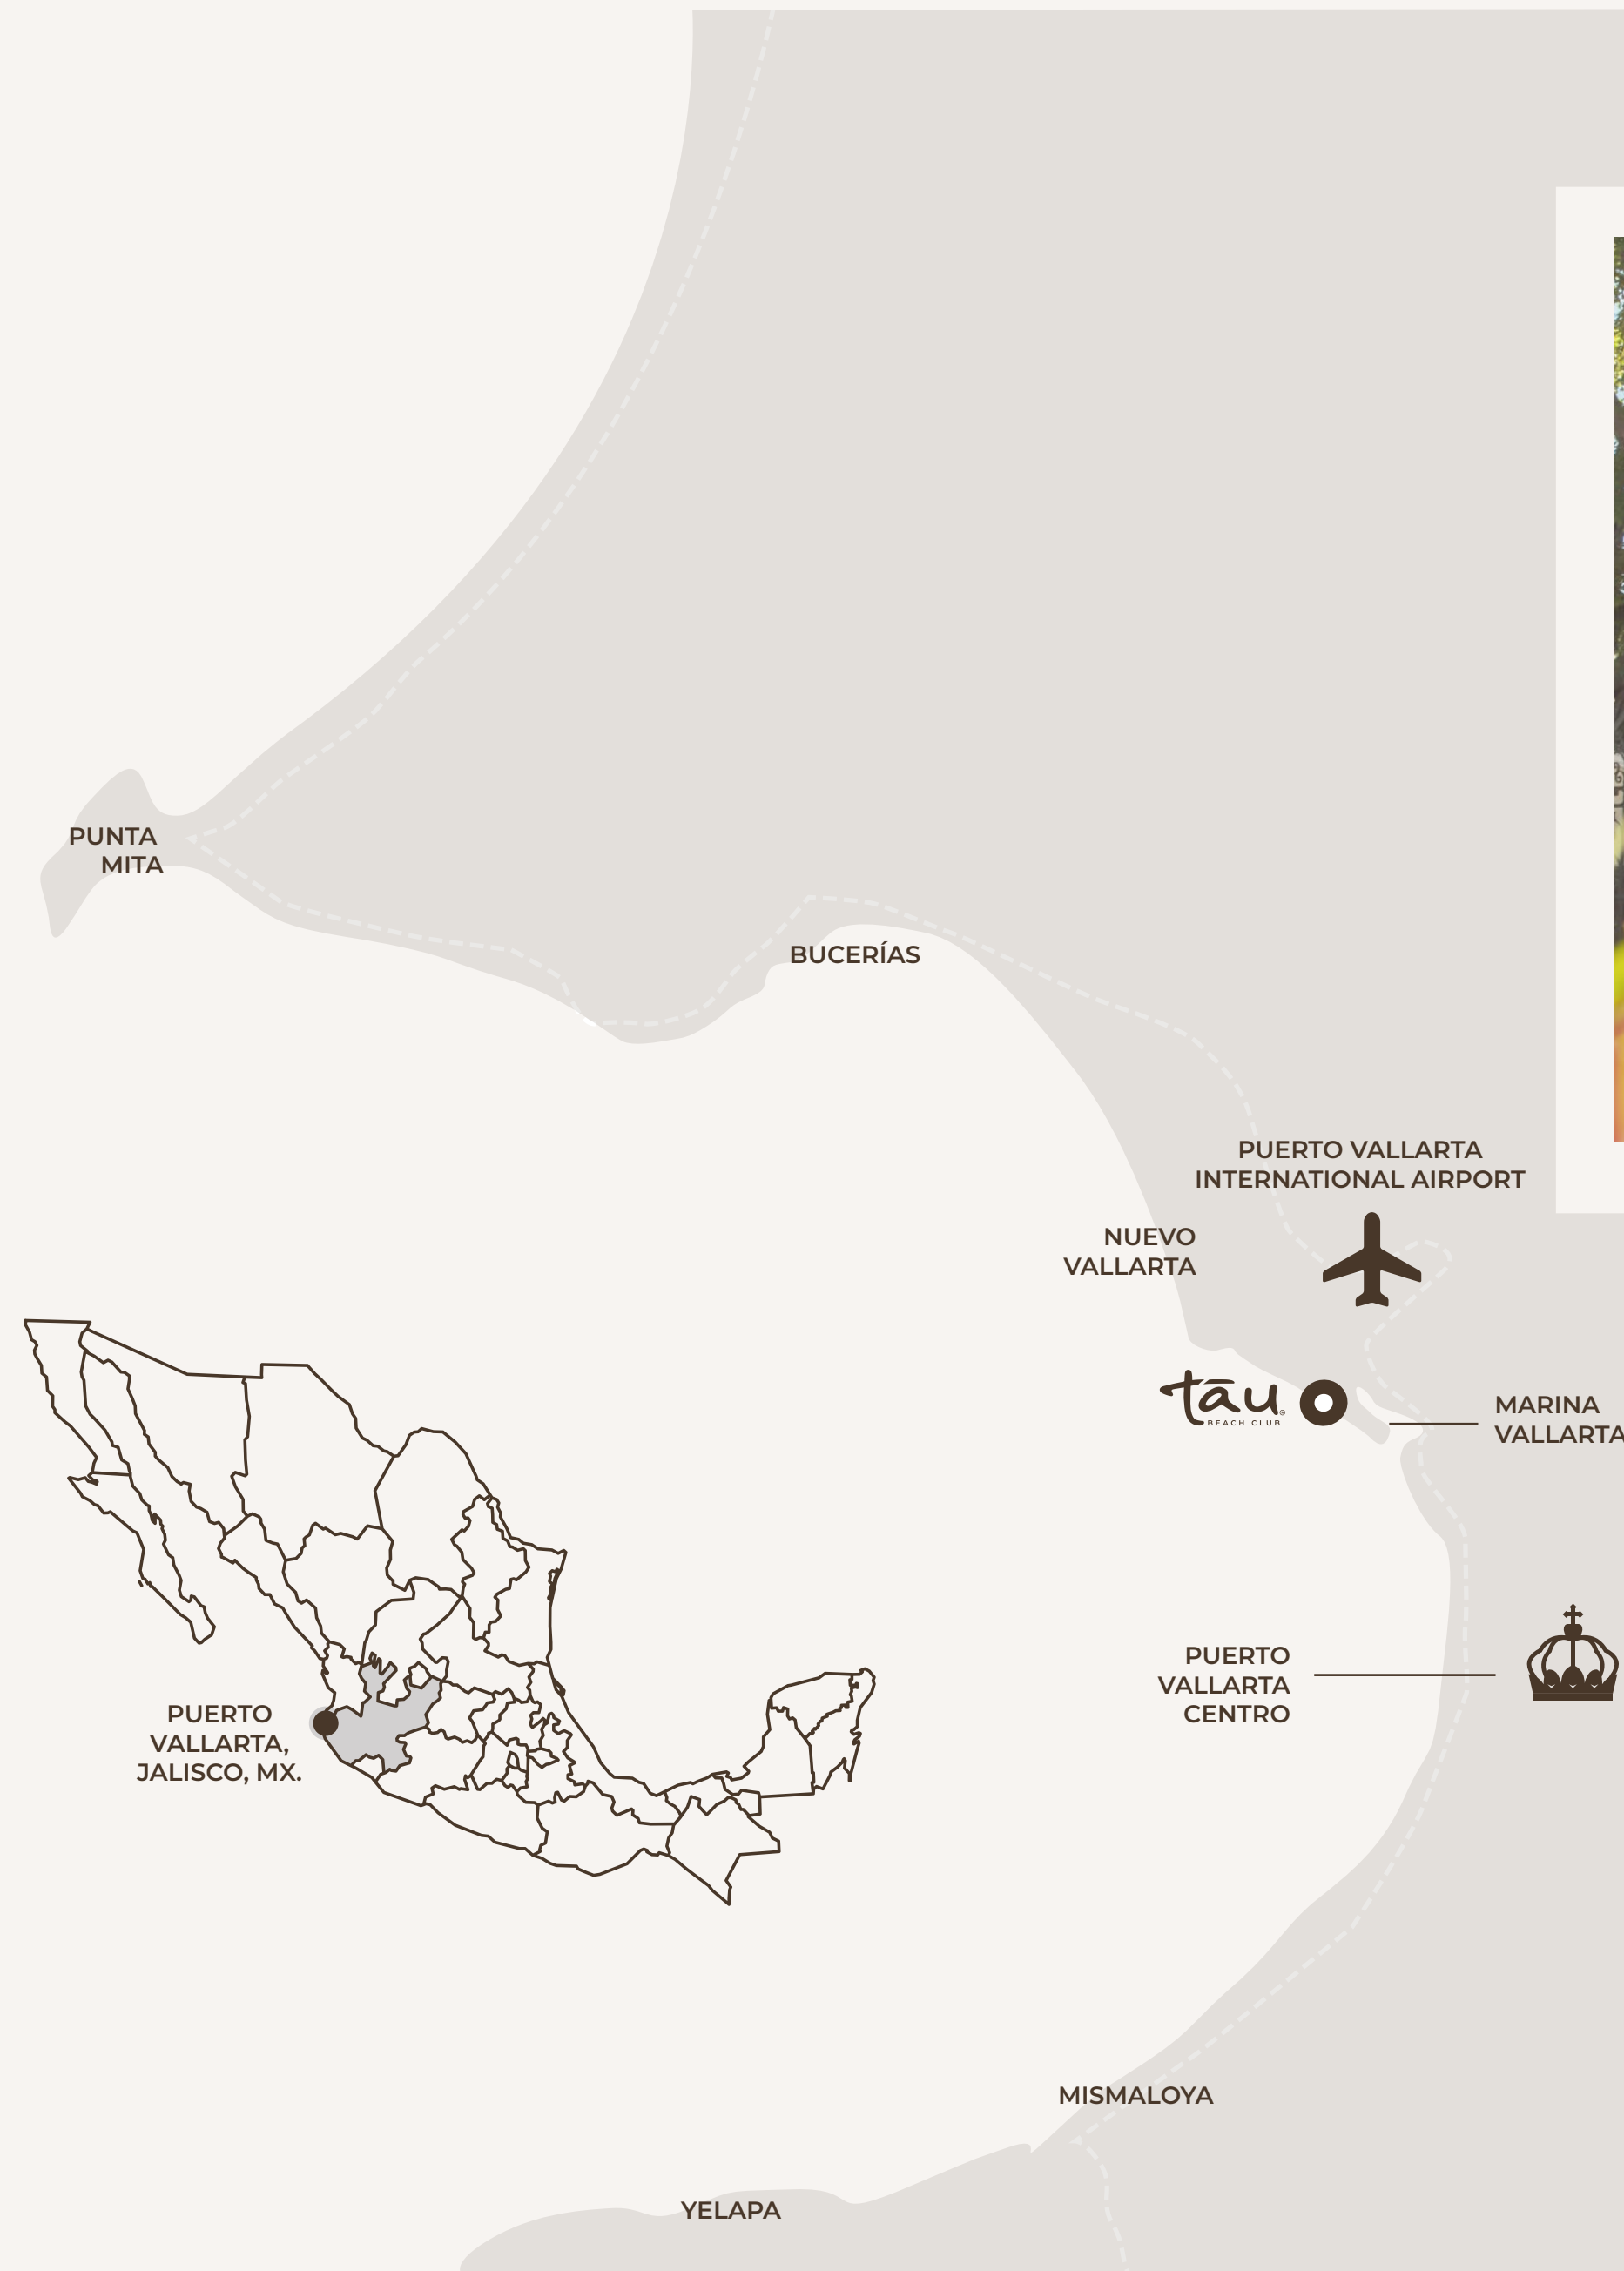 PUNTA
MITA
BUCERÍAS
PUERTO VALLARTA
INTERNATIONAL AIRPORT
NUEVO
VALLARTA
tāu®
BEACH CLUB
MARINA
VALLARTA
PUERTO
VALLARTA
CENTRO
PUERTO
VALLARTA,
JALISCO, MX.
MISMALOYA
YELAPA